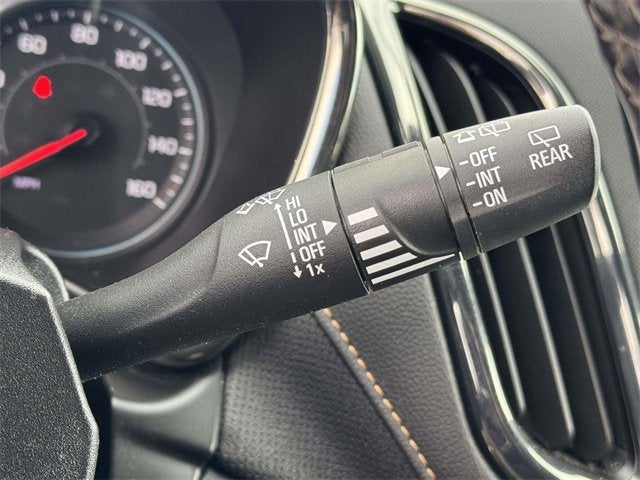 60
80
100
120
140
160
MPH
HI
LO
INT
OFF
1x
-OFF
-INT
-ON
REAR